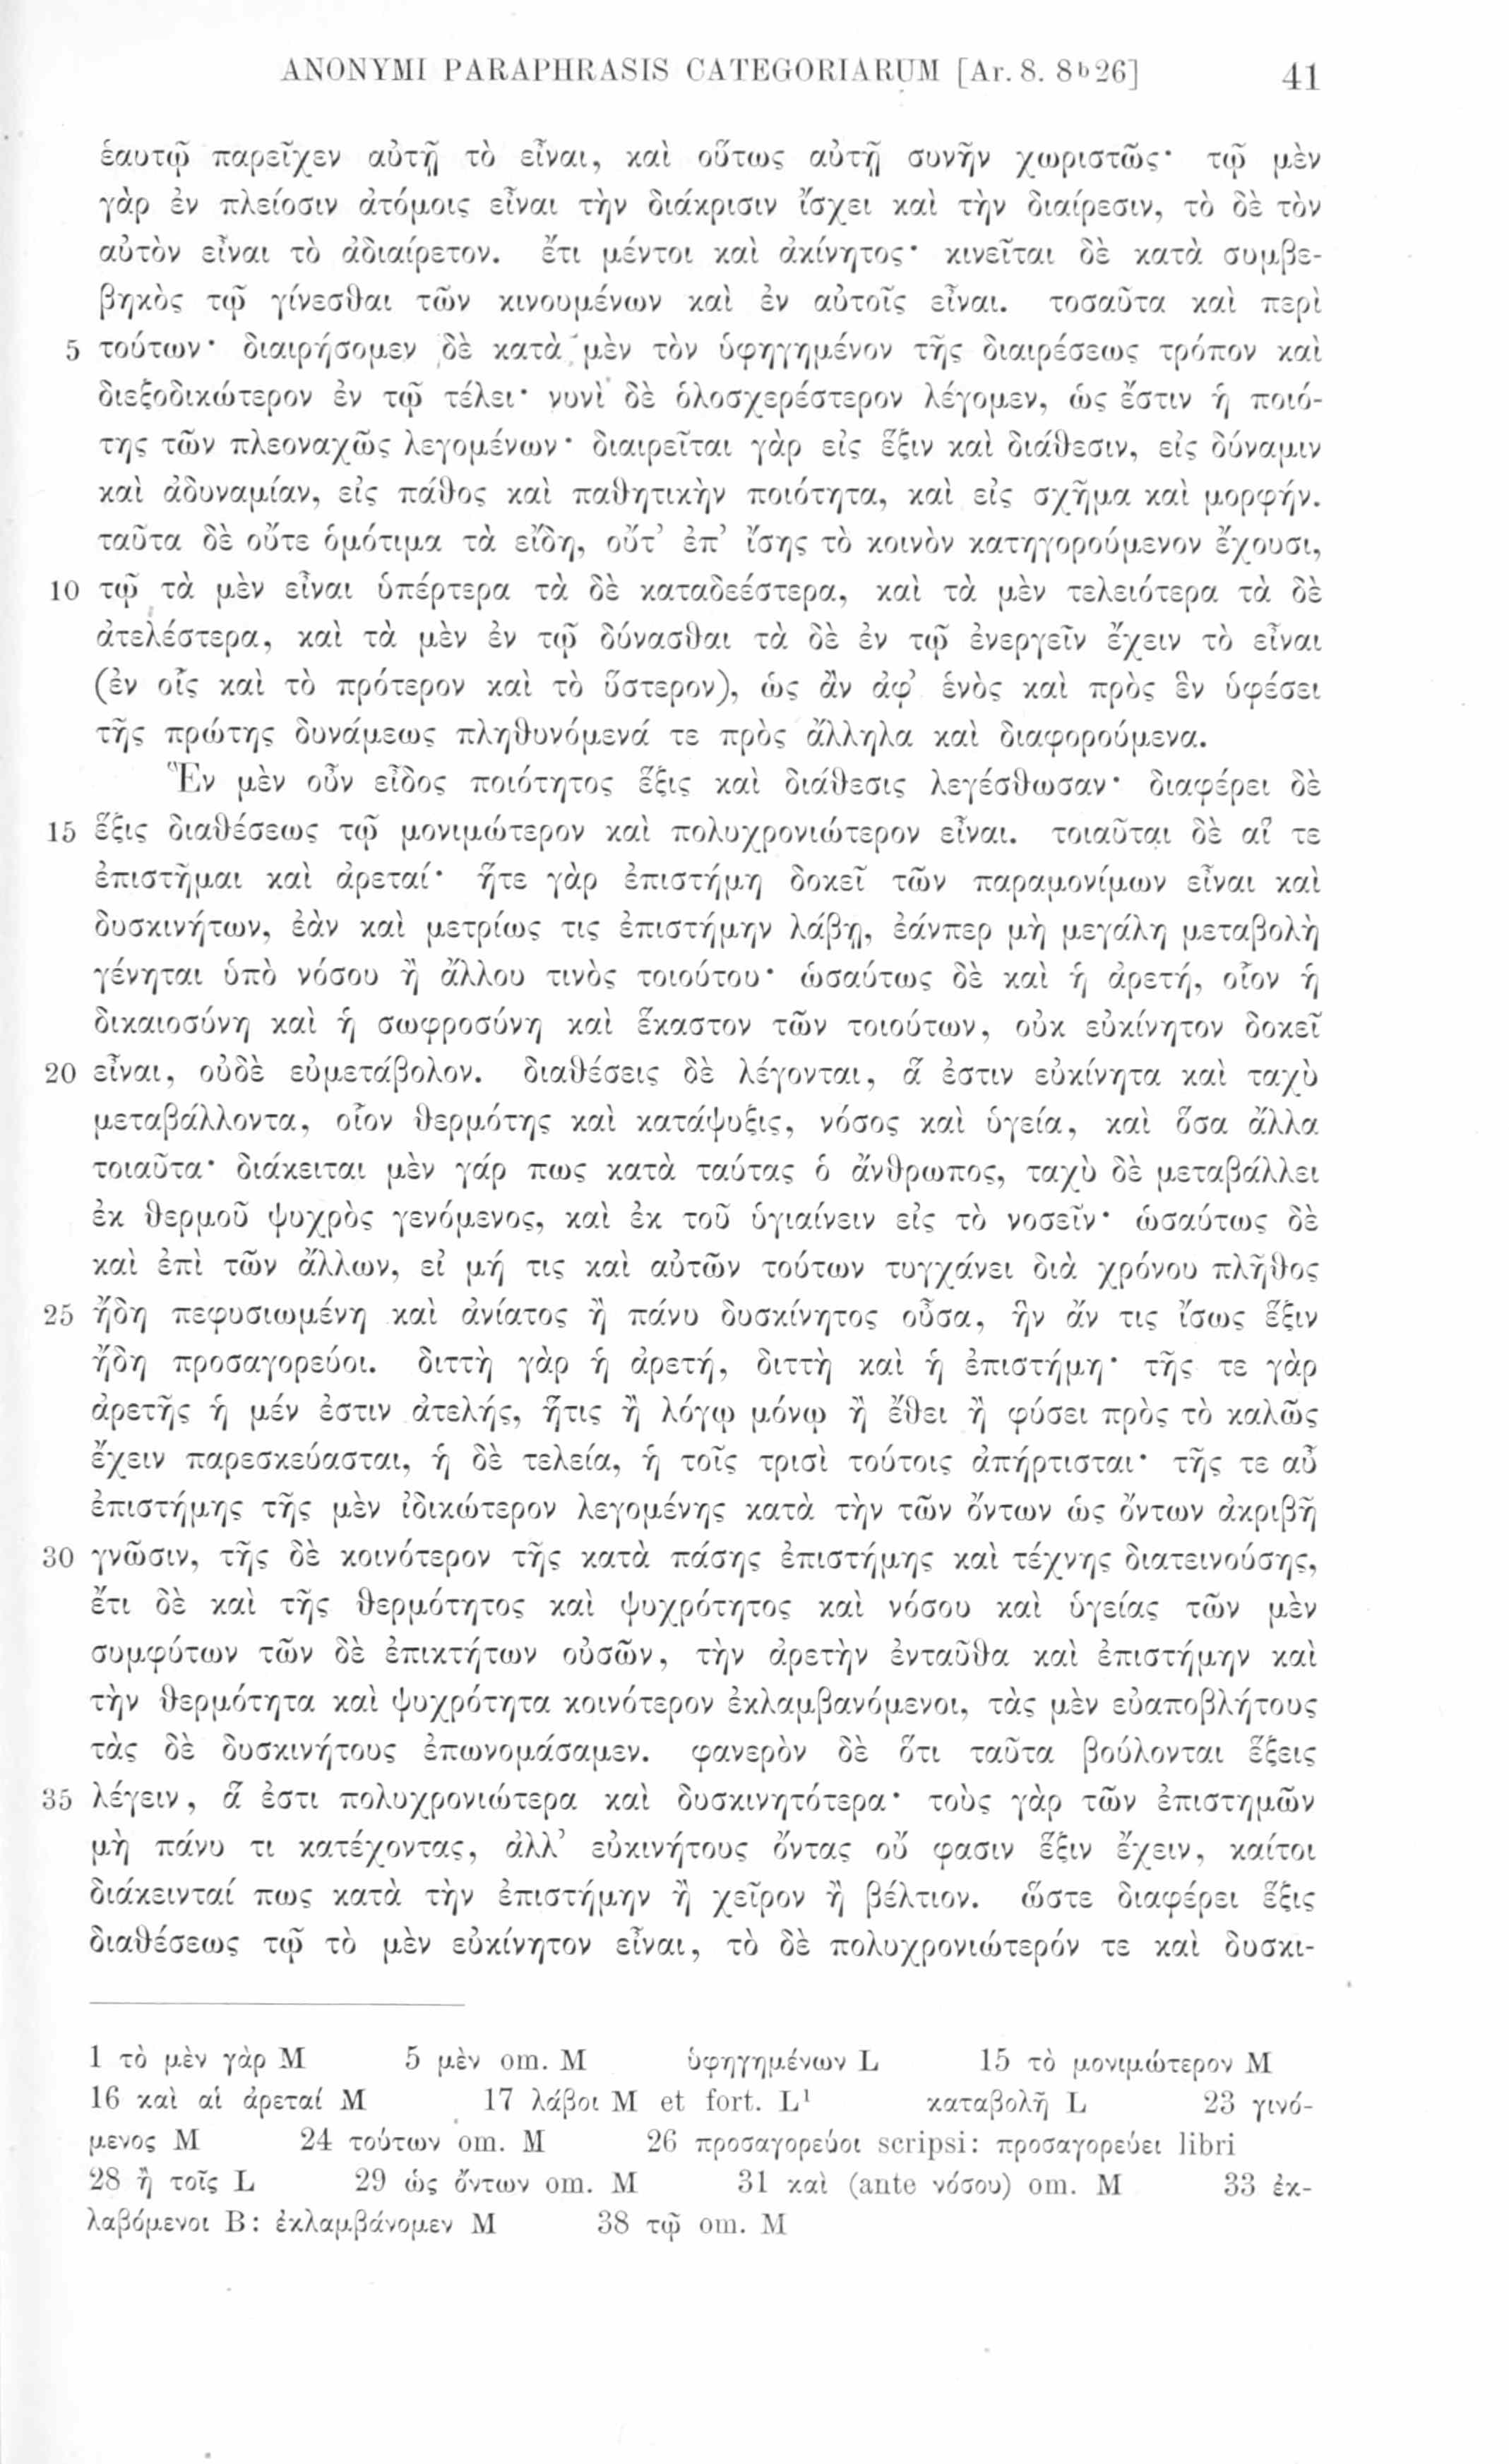 ANONYMI PARAPHRASIS CATEGORIARUM [Ar. 8. 8ᵇ26] 41
ἑαυτῷ παρεῖχεν αὐτῇ τὸ εἶναι, καὶ οὕτως αὐτῇ συνῆν χωριστῶς· τῷ μὲν
γὰρ ἐν πλείοσιν ἀτόμοις εἶναι τὴν διάκρισιν ἴσχει καὶ τὴν διαίρεσιν, τὸ δὲ τὸν
αὐτὸν εἶναι τὸ ἀδιαίρετον. ἔτι μέντοι καὶ ἀκίνητος· κινεῖται δὲ κατὰ συμβε-
βηκὸς τῷ γίνεσθαι τῶν κινουμένων καὶ ἐν αὐτοῖς εἶναι. τοσαῦτα καὶ περὶ
5 τούτων· διαιρήσομεν δὲ κατὰ μὲν τὸν ὑφηγημένον τῆς διαιρέσεως τρόπον καὶ
διεξοδικώτερον ἐν τῷ τέλει· νυνὶ δὲ ὁλοσχερέστερον λέγομεν, ὡς ἔστιν ἡ ποιό-
της τῶν πλεοναχῶς λεγομένων· διαιρεῖται γὰρ εἰς ἕξιν καὶ διάθεσιν, εἰς δύναμιν
καὶ ἀδυναμίαν, εἰς πάθος καὶ παθητικὴν ποιότητα, καὶ εἰς σχῆμα καὶ μορφήν.
ταῦτα δὲ οὔτε ὁμότιμα τὰ εἴδη, οὔτ’ ἐπ’ ἴσης τὸ κοινὸν κατηγορούμενον ἔχουσι,
10 τῷ τὰ μὲν εἶναι ὑπέρτερα τὰ δὲ καταδεέστερα, καὶ τὰ μὲν τελειότερα τὰ δὲ
ἀτελέστερα, καὶ τὰ μὲν ἐν τῷ δύνασθαι τὰ δὲ ἐν τῷ ἐνεργεῖν ἔχειν τὸ εἶναι
(ἐν οἷς καὶ τὸ πρότερον καὶ τὸ ὕστερον), ὡς ἂν ἀφ’ ἑνὸς καὶ πρὸς ἓν ὑφέσει
τῆς πρώτης δυνάμεως πληθυνόμενά τε πρὸς ἄλληλα καὶ διαφορούμενα.
Ἓν μὲν οὖν εἶδος ποιότητος ἕξις καὶ διάθεσις λεγέσθωσαν· διαφέρει δὲ
15 ἕξις διαθέσεως τῷ μονιμώτερον καὶ πολυχρονιώτερον εἶναι. τοιαῦται δὲ αἵ τε
ἐπιστῆμαι καὶ ἀρεταί· ἥτε γὰρ ἐπιστήμη δοκεῖ τῶν παραμονίμων εἶναι καὶ
δυσκινήτων, ἐὰν καὶ μετρίως τις ἐπιστήμην λάβῃ, ἐάνπερ μὴ μεγάλη μεταβολὴ
γένηται ὑπὸ νόσου ἢ ἄλλου τινὸς τοιούτου· ὡσαύτως δὲ καὶ ἡ ἀρετή, οἷον ἡ
δικαιοσύνη καὶ ἡ σωφροσύνη καὶ ἕκαστον τῶν τοιούτων, οὐκ εὐκίνητον δοκεῖ
20 εἶναι, οὐδὲ εὐμετάβολον. διαθέσεις δὲ λέγονται, ἅ ἐστιν εὐκίνητα καὶ ταχὺ
μεταβάλλοντα, οἷον θερμότης καὶ κατάψυξις, νόσος καὶ ὑγεία, καὶ ὅσα ἄλλα
τοιαῦτα· διάκειται μὲν γάρ πως κατὰ ταύτας ὁ ἄνθρωπος, ταχὺ δὲ μεταβάλλει
ἐκ θερμοῦ ψυχρὸς γενόμενος, καὶ ἐκ τοῦ ὑγιαίνειν εἰς τὸ νοσεῖν· ὡσαύτως δὲ
καὶ ἐπὶ τῶν ἄλλων, εἰ μή τις καὶ αὐτῶν τούτων τυγχάνει διὰ χρόνου πλῆθος
25 ἤδη πεφυσιωμένη καὶ ἀνίατος ἢ πάνυ δυσκίνητος οὖσα, ἣν ἄν τις ἴσως ἕξιν
ἤδη προσαγορεύοι. διττὴ γὰρ ἡ ἀρετή, διττὴ καὶ ἡ ἐπιστήμη· τῆς τε γὰρ
ἀρετῆς ἡ μέν ἐστιν ἀτελής, ἥτις ἢ λόγῳ μόνῳ ἢ ἔθει ἢ φύσει πρὸς τὸ καλῶς
ἔχειν παρεσκεύασται, ἡ δὲ τελεία, ἡ τοῖς τρισὶ τούτοις ἀπήρτισται· τῆς τε αὖ
ἐπιστήμης τῆς μὲν ἰδικώτερον λεγομένης κατὰ τὴν τῶν ὄντων ὡς ὄντων ἀκριβῆ
30 γνῶσιν, τῆς δὲ κοινότερον τῆς κατὰ πάσης ἐπιστήμης καὶ τέχνης διατεινούσης,
ἔτι δὲ καὶ τῆς θερμότητος καὶ ψυχρότητος καὶ νόσου καὶ ὑγείας τῶν μὲν
συμφύτων τῶν δὲ ἐπικτήτων οὐσῶν, τὴν ἀρετὴν ἐνταῦθα καὶ ἐπιστήμην καὶ
τὴν θερμότητα καὶ ψυχρότητα κοινότερον ἐκλαμβανόμενοι, τὰς μὲν εὐαποβλήτους
τὰς δὲ δυσκινήτους ἐπωνομάσαμεν. φανερὸν δὲ ὅτι ταῦτα βούλονται ἕξεις
35 λέγειν, ἅ ἐστι πολυχρονιώτερα καὶ δυσκινητότερα· τοὺς γὰρ τῶν ἐπιστημῶν
μὴ πάνυ τι κατέχοντας, ἀλλ’ εὐκινήτους ὄντας οὔ φασιν ἕξιν ἔχειν, καίτοι
διάκεινταί πως κατὰ τὴν ἐπιστήμην ἢ χεῖρον ἢ βέλτιον. ὥστε διαφέρει ἕξις
διαθέσεως τῷ τὸ μὲν εὐκίνητον εἶναι, τὸ δὲ πολυχρονιώτερόν τε καὶ δυσκι-
1 τὸ μὲν γὰρ M 5 μὲν om. M ὑφηγημένων L 15 τὸ μονιμώτερον M
16 καὶ αἱ ἀρεταί M 17 λάβοι M et fort. L¹ καταβολῇ L 23 γινό-
μενος M 24 τούτων om. M 26 προσαγορεύοι scripsi: προσαγορεύει libri
28 ἢ τοῖς L 29 ὡς ὄντων om. M 31 καὶ (ante νόσου) om. M 33 ἐκ-
λαβόμενοι B: ἐκλαμβάνομεν M 38 τῷ om. M